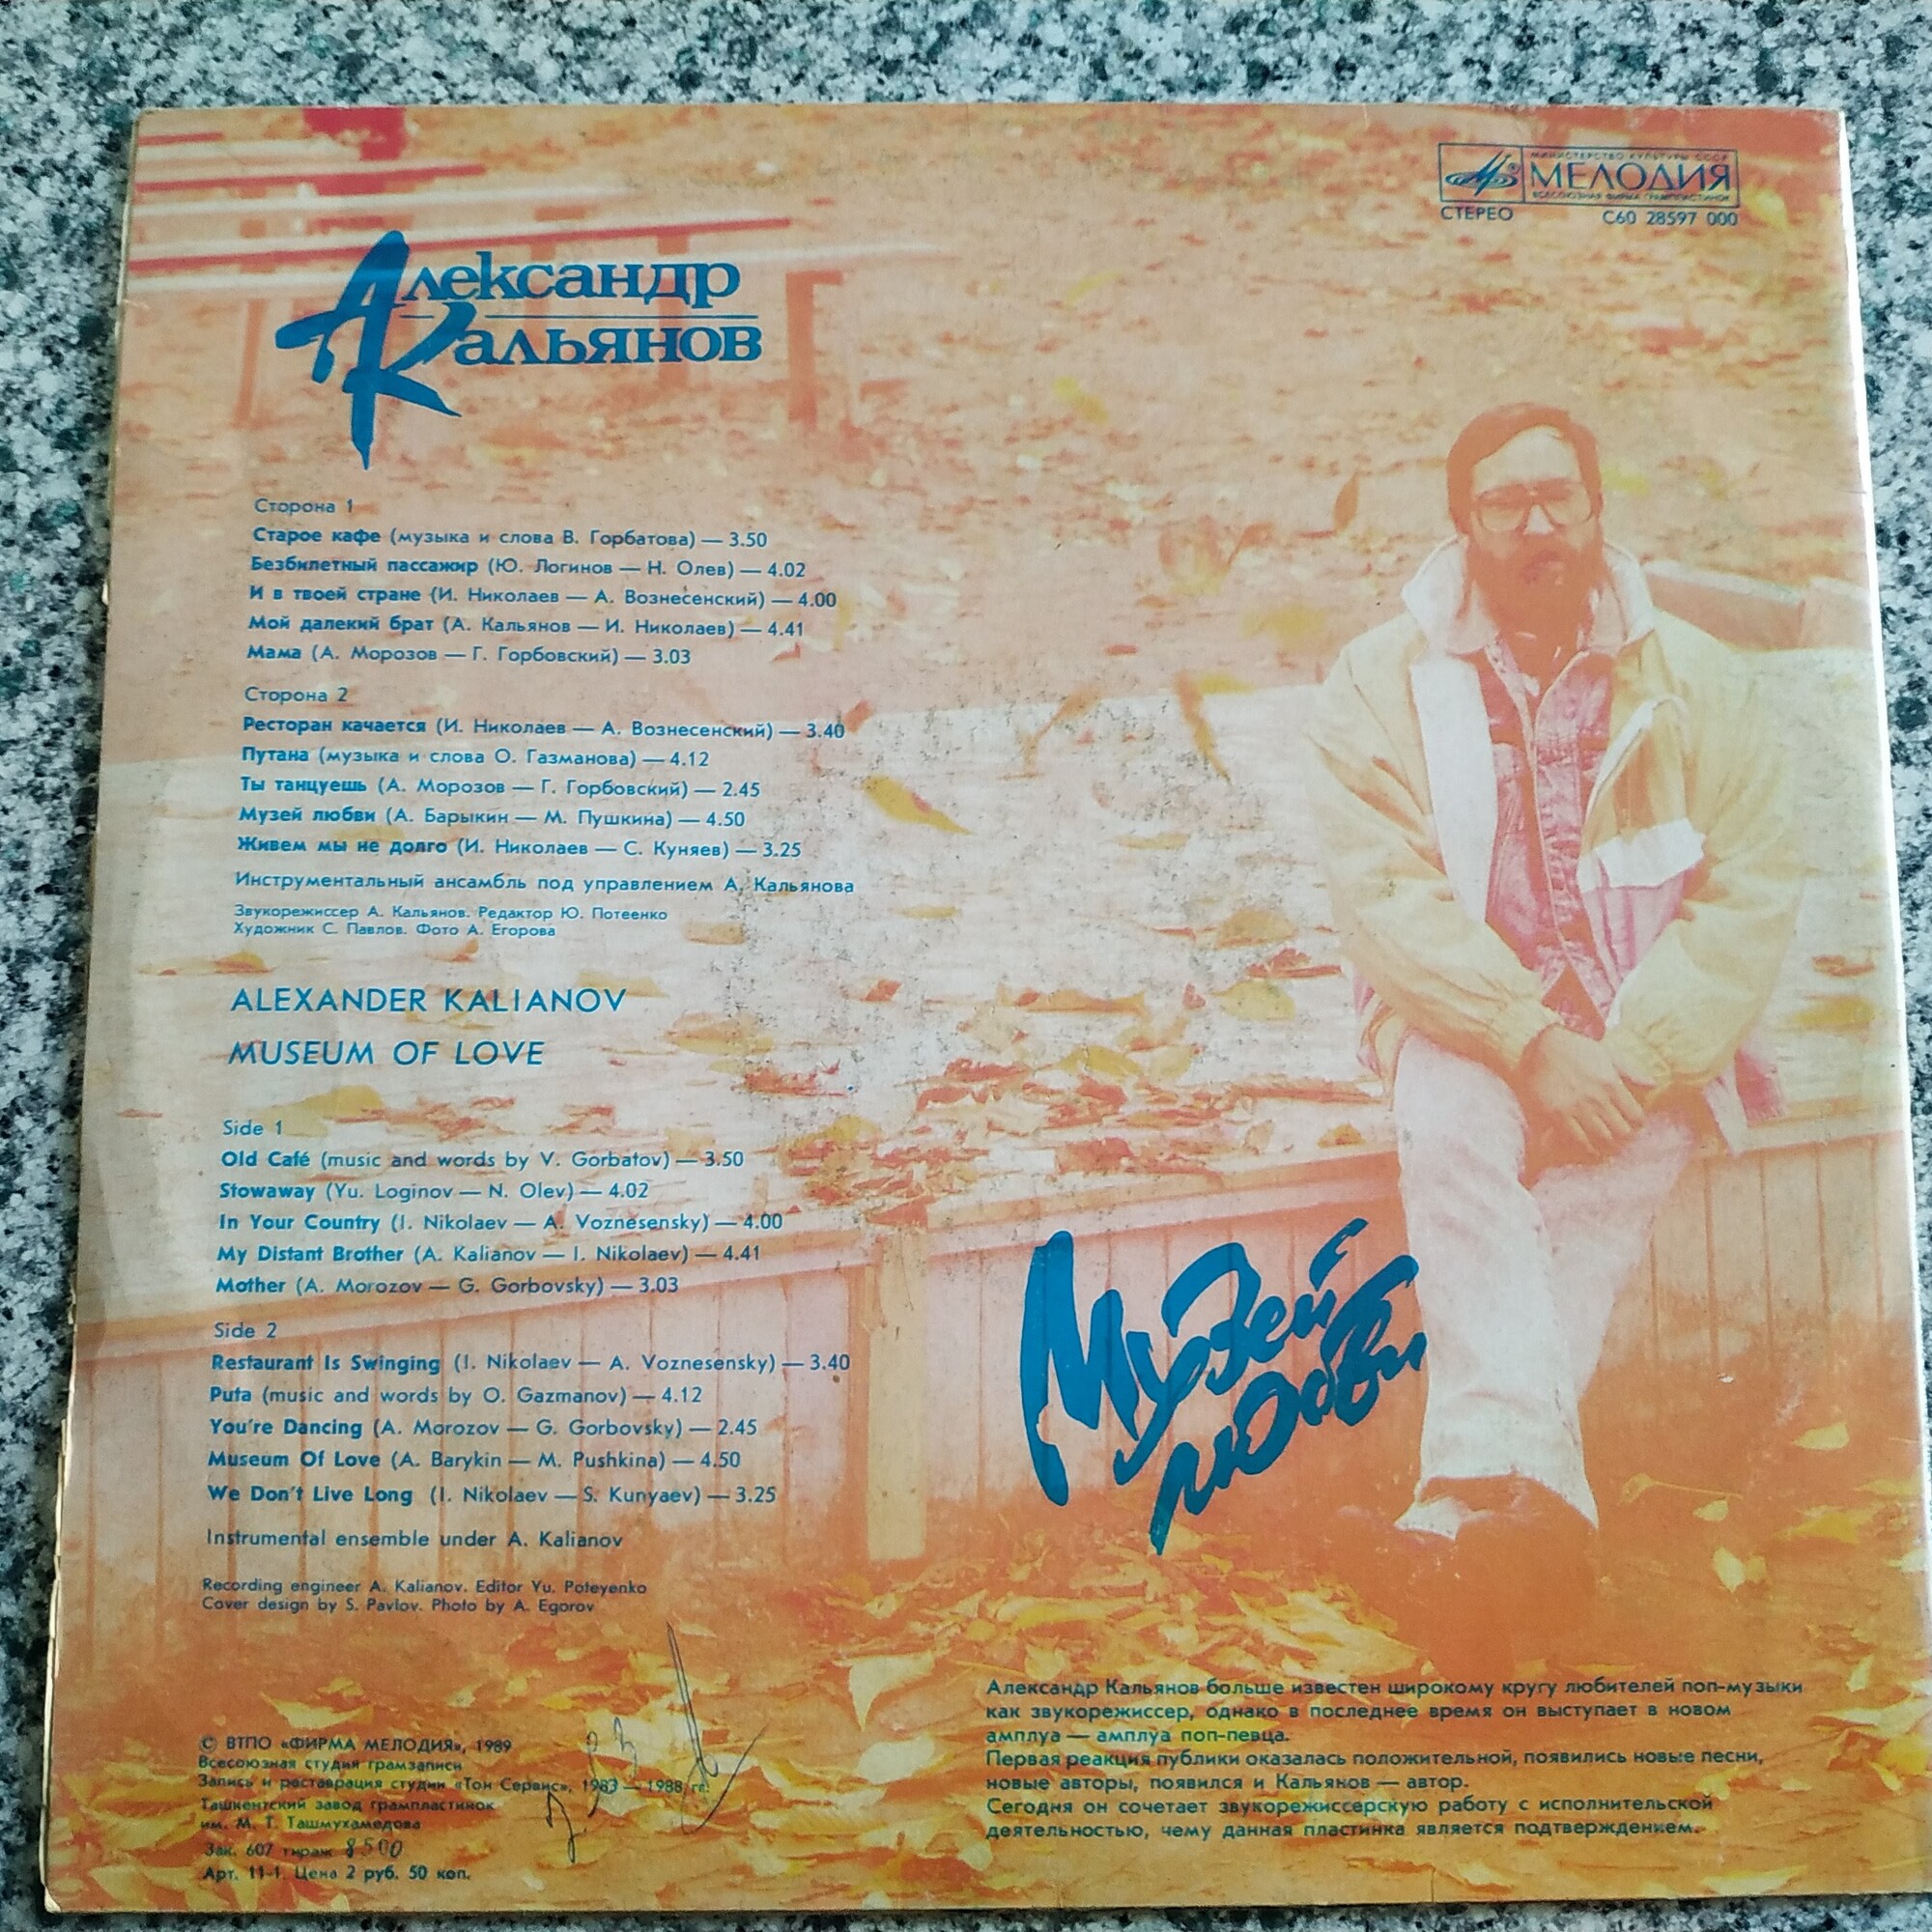 МИНИСТЕРСТВО КУЛЬТУРЫ СССР
МЕЛОДИЯ
ВСЕСОЮЗНАЯ ФИРМА ГРАМПЛАСТИНОК
СТЕРЕО С60 28597 000
Александр
Кальянов
Сторона 1
Старое кафе (музыка и слова В. Горбатова) — 3.50
Безбилетный пассажир (Ю. Логинов — Н. Олев) — 4.02
И в твоей стране (И. Николаев — А. Вознесенский) — 4.00
Мой далекий брат (А. Кальянов — И. Николаев) — 4.41
Мама (А. Морозов — Г. Горбовский) — 3.03
Сторона 2
Ресторан качается (И. Николаев — А. Вознесенский) — 3.40
Путана (музыка и слова О. Газманова) — 4.12
Ты танцуешь (А. Морозов — Г. Горбовский) — 2.45
Музей любви (А. Барыкин — М. Пушкина) — 4.50
Живем мы не долго (И. Николаев — С. Куняев) — 3.25
Инструментальный ансамбль под управлением А. Кальянова
Звукорежиссер А. Кальянов. Редактор Ю. Потеенко
Художник С. Павлов. Фото А. Егорова
ALEXANDER KALIANOV
MUSEUM OF LOVE
Side 1
Old Café (music and words by V. Gorbatov) — 3.50
Stowaway (Yu. Loginov — N. Olev) — 4.02
In Your Country (I. Nikolaev — A. Voznesensky) — 4.00
My Distant Brother (A. Kalianov — I. Nikolaev) — 4.41
Mother (A. Morozov — G. Gorbovsky) — 3.03
Side 2
Restaurant Is Swinging (I. Nikolaev — A. Voznesensky) — 3.40
Puta (music and words by O. Gazmanov) — 4.12
You're Dancing (A. Morozov — G. Gorbovsky) — 2.45
Museum Of Love (A. Barykin — M. Pushkina) — 4.50
We Don't Live Long (I. Nikolaev — S. Kunyaev) — 3.25
Instrumental ensemble under A. Kalianov
Recording engineer A. Kalianov. Editor Yu. Poteyenko
Cover design by S. Pavlov. Photo by A. Egorov
Музей
любви
© ВТПО «ФИРМА МЕЛОДИЯ», 1989
Всесоюзная студия грамзаписи
Запись и реставрация студии «Тон Сервис», 1983 — 1988 гг.
Ташкентский завод грампластинок
им. М. Т. Ташмухамедова
Зак. 607 тираж 8500
Арт. 11-1. Цена 2 руб. 50 коп.
Александр Кальянов больше известен широкому кругу любителей поп-музыки
как звукорежиссер, однако в последнее время он выступает в новом
амплуа — амплуа поп-певца.
Первая реакция публики оказалась положительной, появились новые песни,
новые авторы, появился и Кальянов — автор.
Сегодня он сочетает звукорежиссерскую работу с исполнительской
деятельностью, чему данная пластинка является подтверждением.